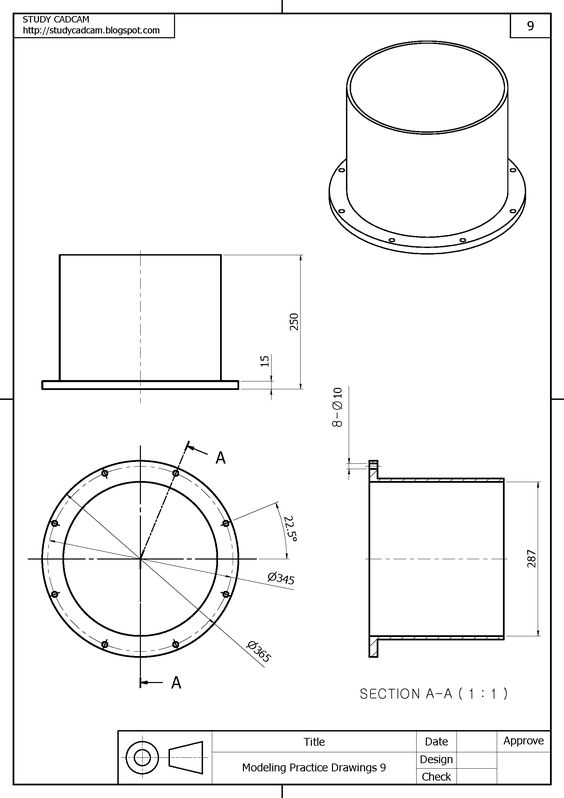 STUDY CADCAM
http://studycadcam.blogspot.com
9
250
15
8-Ø10
A
22.5°
287
Ø345
Ø365
A
SECTION A-A ( 1 : 1 )
Title
Date
Approve
Modeling Practice Drawings 9
Design
Check